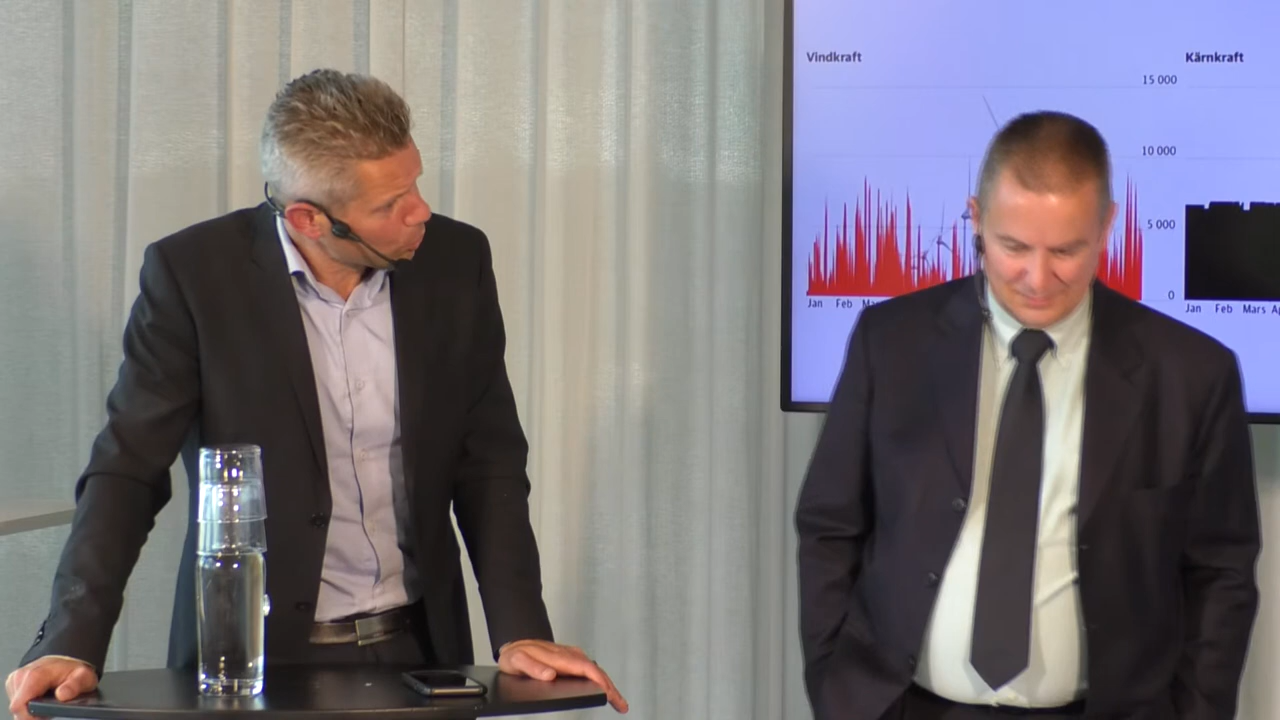 Vindkraft
15 000
10 000
5 000
0
Jan Feb
Kärnkraft
Jan Feb Mars